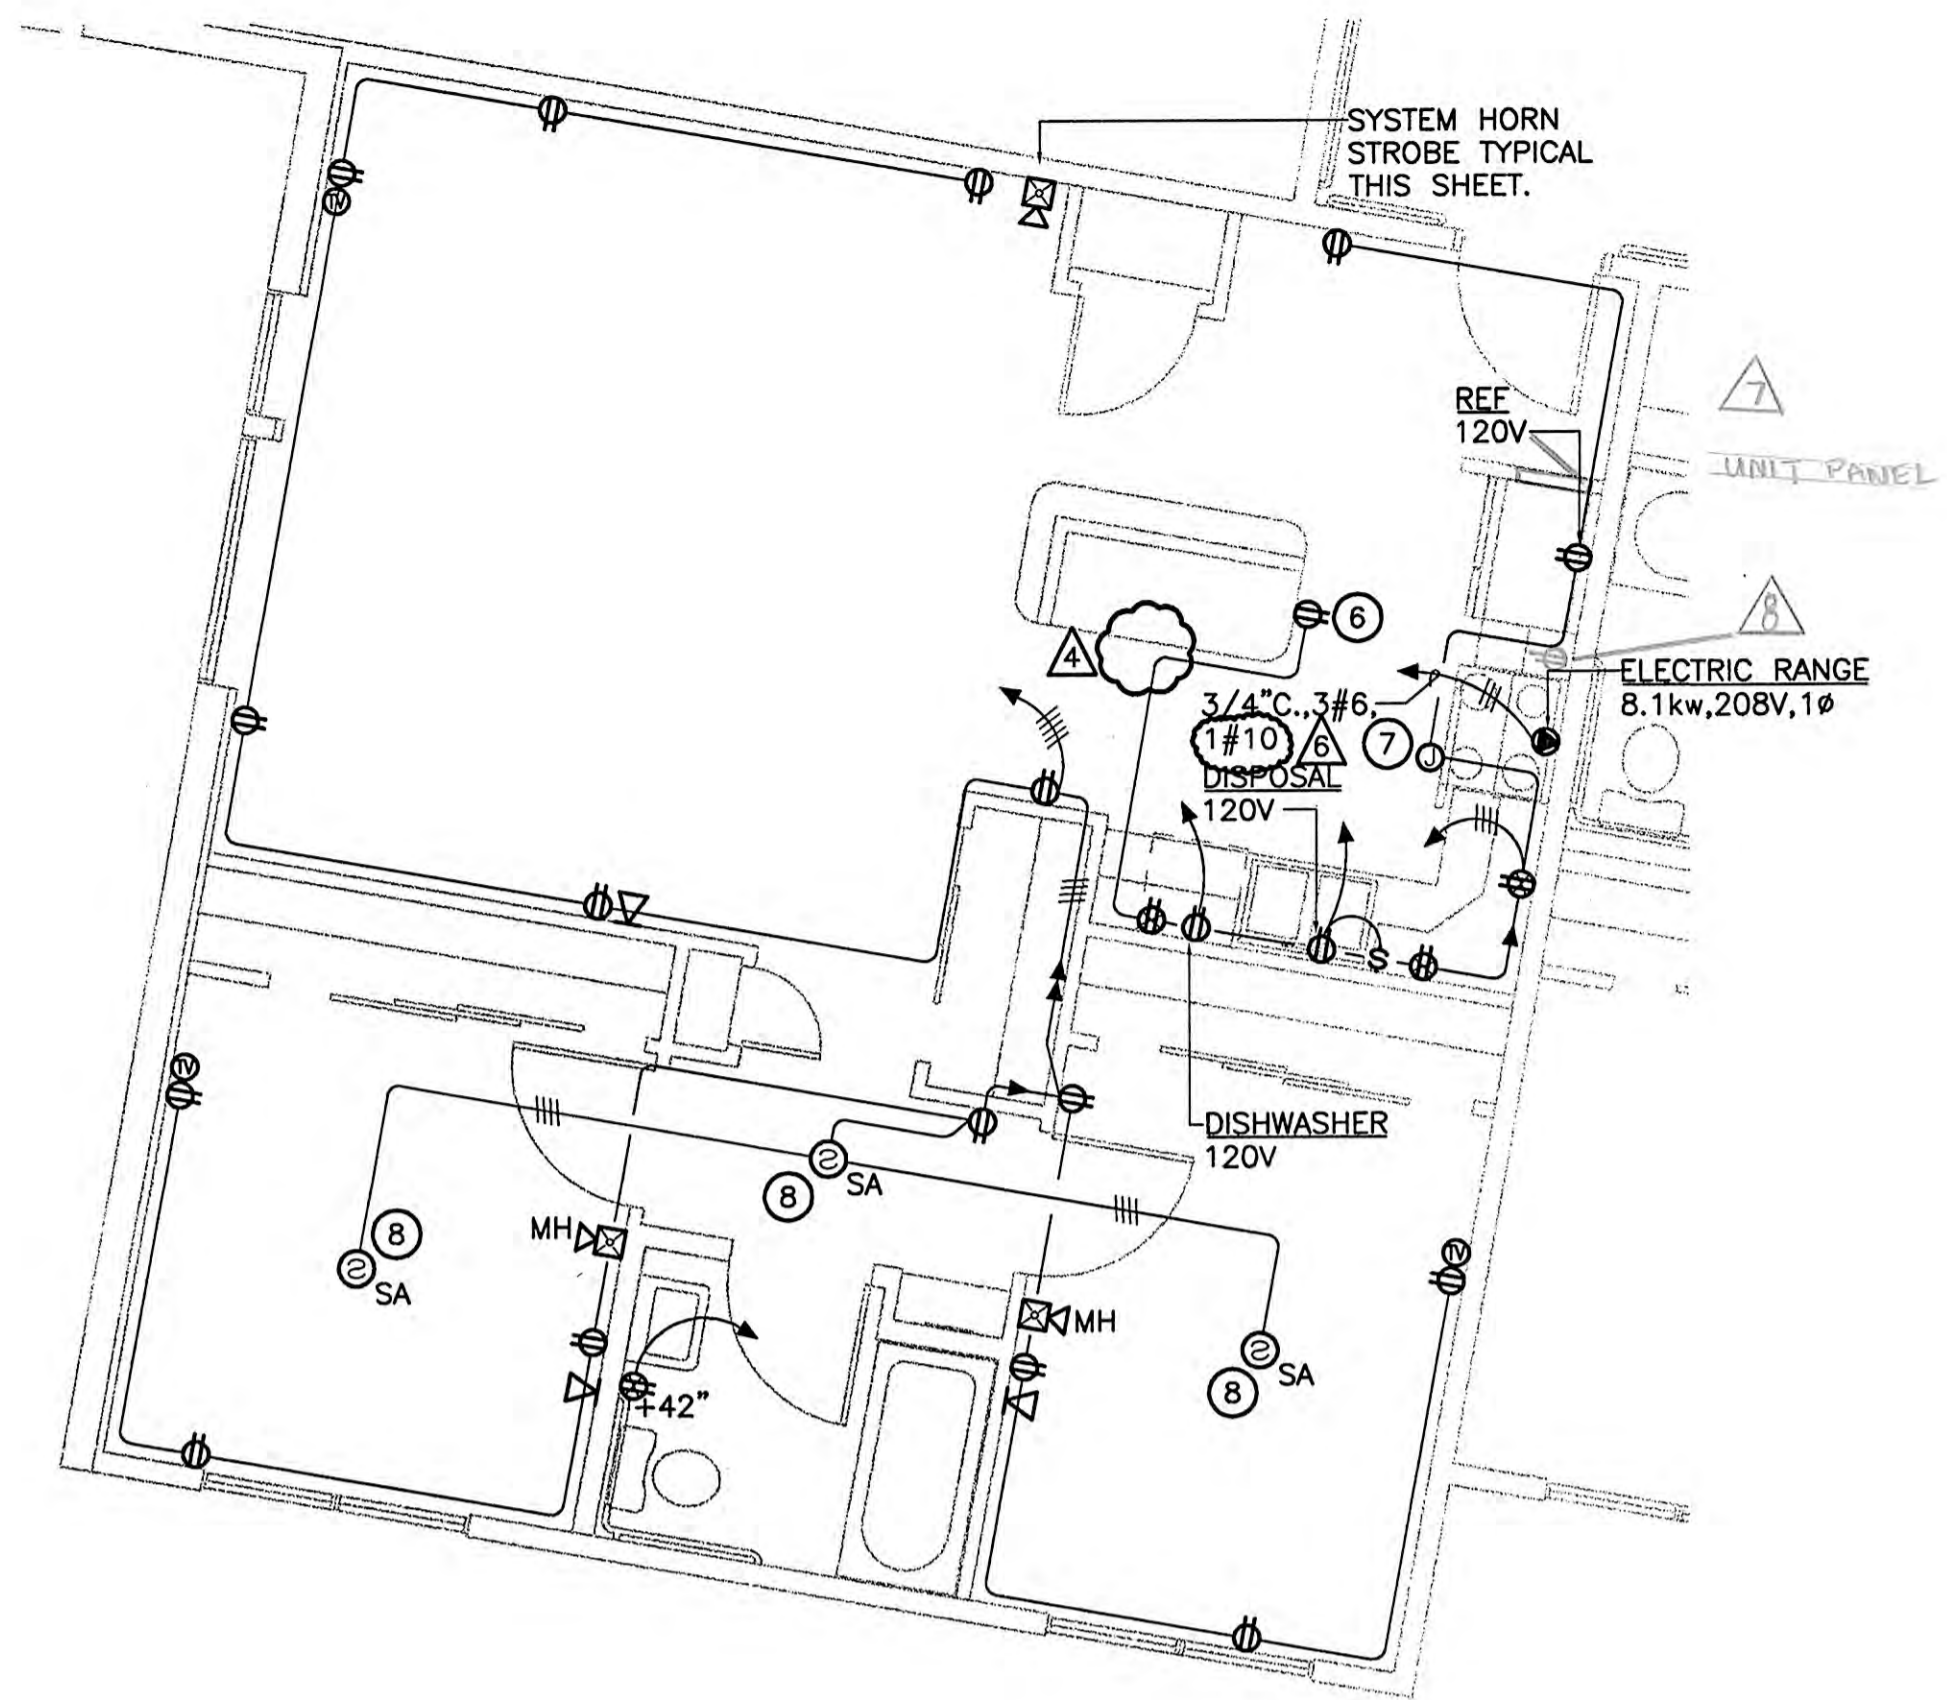 SYSTEM HORN
STROBE TYPICAL
THIS SHEET.
TV
REF
120V
7
UNIT PANEL
6
4
8
ELECTRIC RANGE
8.1kw,208V,1ø
3/4"C.,3#6,
1#10
6
7
J
DISPOSAL
120V
S
TV
DISHWASHER
120V
8
SA
MH
8
SA
TV
MH
8
SA
+42"